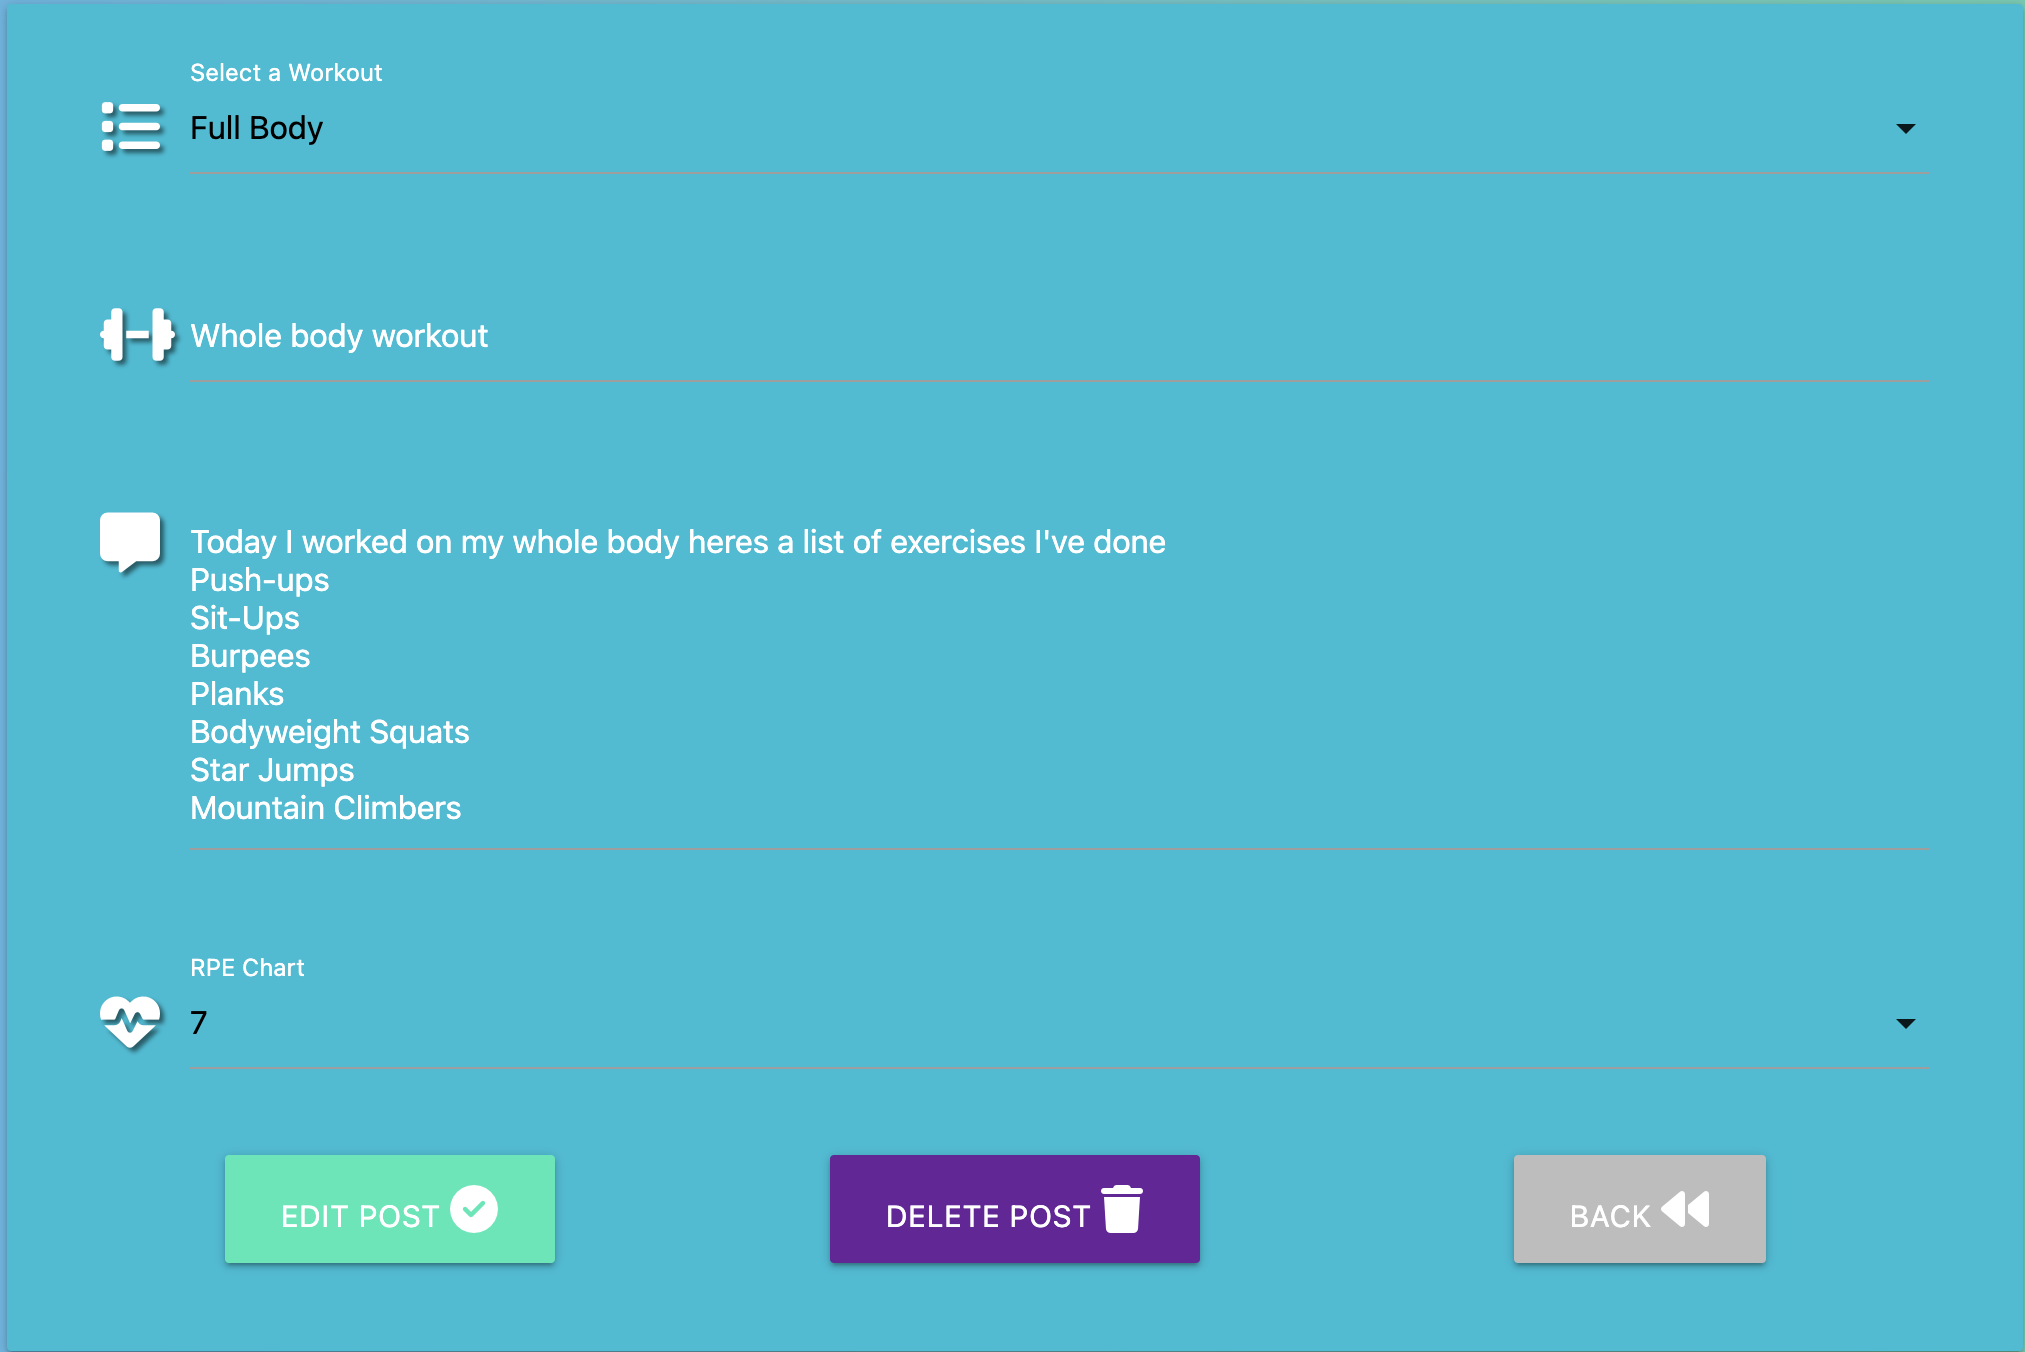 Select a Workout
Full Body
Whole body workout
Today I worked on my whole body heres a list of exercises I've done
Push-ups
Sit-Ups
Burpees
Planks
Bodyweight Squats
Star Jumps
Mountain Climbers
RPE Chart
7
EDIT POST
DELETE POST
BACK